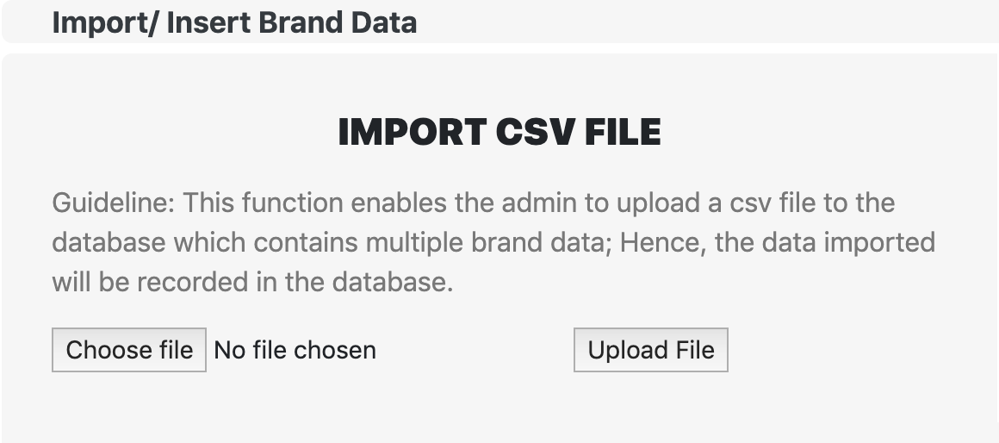 Import/ Insert Brand Data
IMPORT CSV FILE
Guideline: This function enables the admin to upload a csv file to the
database which contains multiple brand data; Hence, the data imported
will be recorded in the database.
Choose file No file chosen Upload File